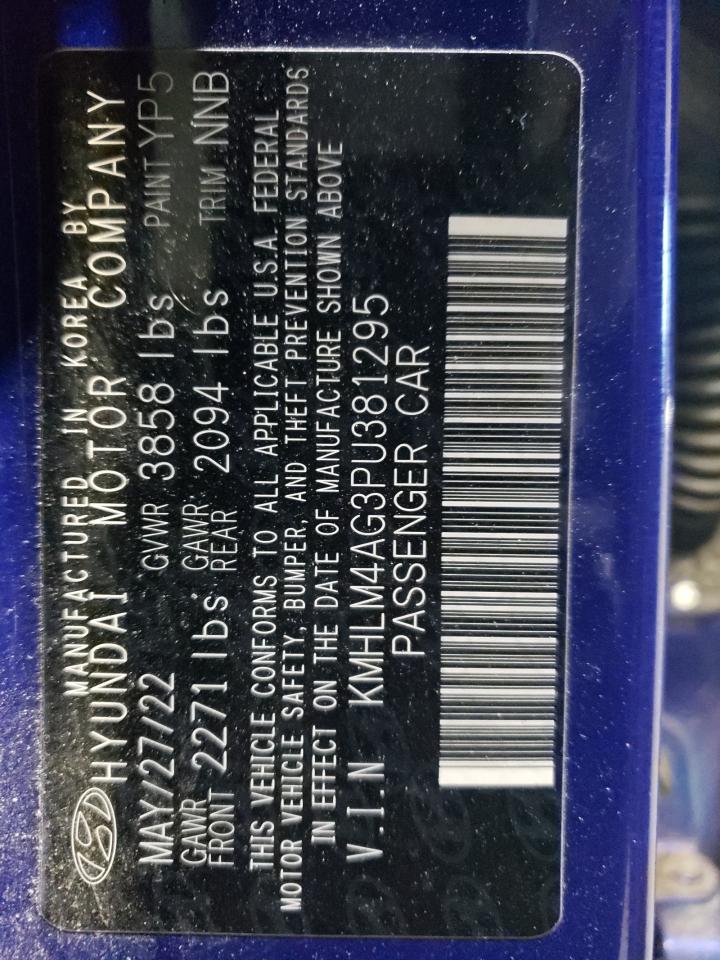 MANUFACTURED IN KOREA BY
HYUNDAI MOTOR COMPANY
MAY/27/22 GVWR 3858 lbs PAINT YP5
GAWR FRONT 2271 lbs GAWR REAR 2094 lbs TRIM NNB
THIS VEHICLE CONFORMS TO ALL APPLICABLE U.S.A. FEDERAL
MOTOR VEHICLE SAFETY, BUMPER, AND THEFT PREVENTION STANDARDS
IN EFFECT ON THE DATE OF MANUFACTURE SHOWN ABOVE
V.I.N KMHLM4AG3PU381295
PASSENGER CAR